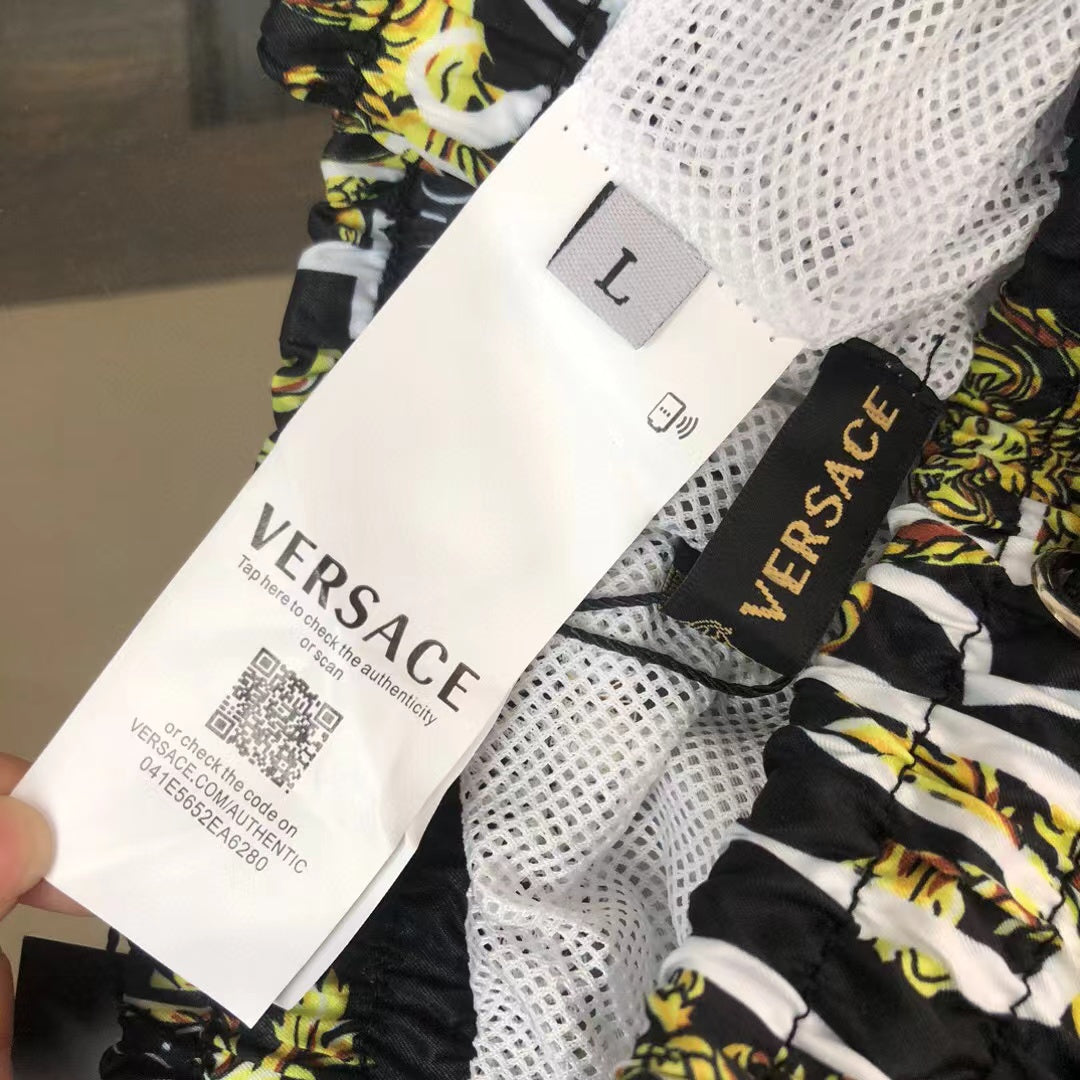 L
VERSACE
VERSACE
Tap here to check the authenticity
or scan
or check the code on
VERSACE.COM/AUTHENTIC
041E5652EA6280